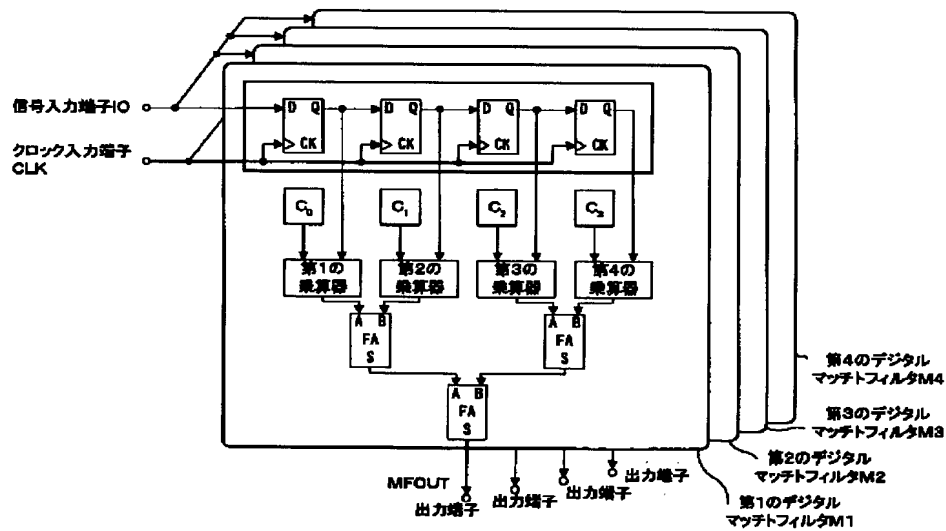 信号入力端子IO
クロック入力端子
CLK
D Q
CK
D Q
CK
D Q
CK
D Q
CK
C0
C1
C2
C3
第1の
乗算器
第2の
乗算器
第3の
乗算器
第4の
乗算器
A B
FA
S
A B
FA
S
A B
FA
S
第4のデジタル
マッチトフィルタM4
第3のデジタル
マッチトフィルタM3
第2のデジタル
マッチトフィルタM2
第1のデジタル
マッチトフィルタM1
MFOUT
出力端子
出力端子
出力端子
出力端子